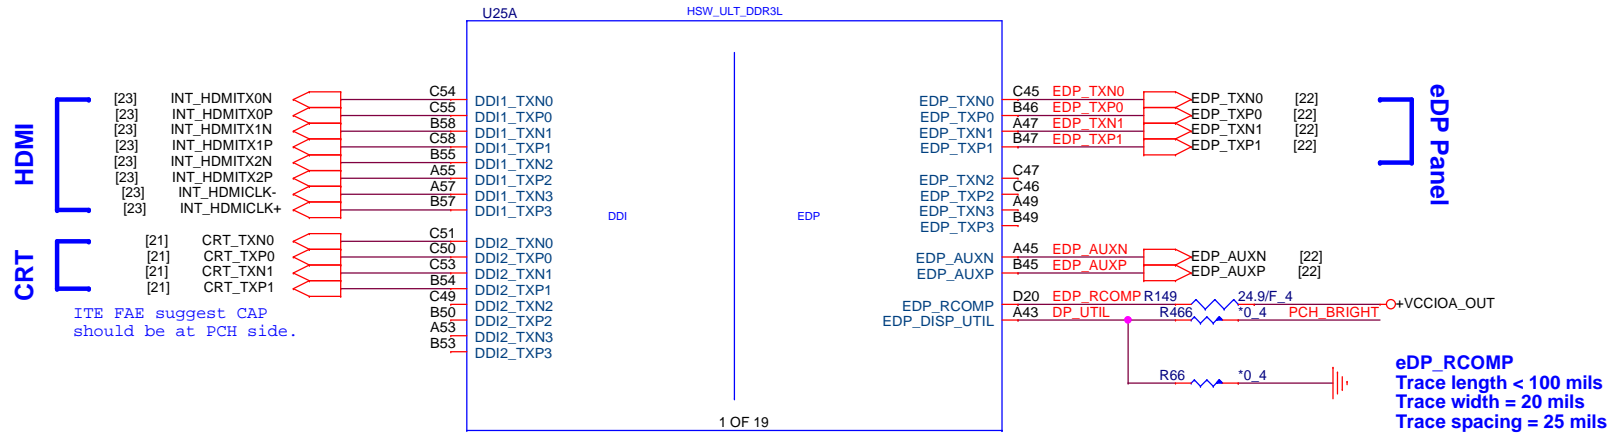 U25A HSW_ULT_DDR3L
HDMI
[23] INT_HDMITX0N C54 DDI1_TXN0
[23] INT_HDMITX0P C55 DDI1_TXP0
[23] INT_HDMITX1N B58 DDI1_TXN1
[23] INT_HDMITX1P C58 DDI1_TXP1
[23] INT_HDMITX2N B55 DDI1_TXN2
[23] INT_HDMITX2P A55 DDI1_TXP2
[23] INT_HDMICLK- A57 DDI1_TXN3
[23] INT_HDMICLK+ B57 DDI1_TXP3
CRT
[21] CRT_TXN0 C51 DDI2_TXN0
[21] CRT_TXP0 C50 DDI2_TXP0
[21] CRT_TXN1 C53 DDI2_TXN1
[21] CRT_TXP1 B54 DDI2_TXP1
C49 DDI2_TXN2
B50 DDI2_TXP2
A53 DDI2_TXN3
B53 DDI2_TXP3
ITE FAE suggest CAP
should be at PCH side.
DDI EDP
EDP_TXN0 C45 EDP_TXN0 EDP_TXN0 [22]
EDP_TXP0 B46 EDP_TXP0 EDP_TXP0 [22]
EDP_TXN1 A47 EDP_TXN1 EDP_TXN1 [22]
EDP_TXP1 B47 EDP_TXP1 EDP_TXP1 [22]
eDP Panel
EDP_TXN2 C47
EDP_TXP2 C46
EDP_TXN3 A49
EDP_TXP3 B49
EDP_AUXN A45 EDP_AUXN EDP_AUXN [22]
EDP_AUXP B45 EDP_AUXP EDP_AUXP [22]
EDP_RCOMP D20 EDP_RCOMP R149 24.9/F_4 +VCCIOA_OUT
EDP_DISP_UTIL A43 DP_UTIL R466 *0_4 PCH_BRIGHT
R66 *0_4
1 OF 19
eDP_RCOMP
Trace length < 100 mils
Trace width = 20 mils
Trace spacing = 25 mils